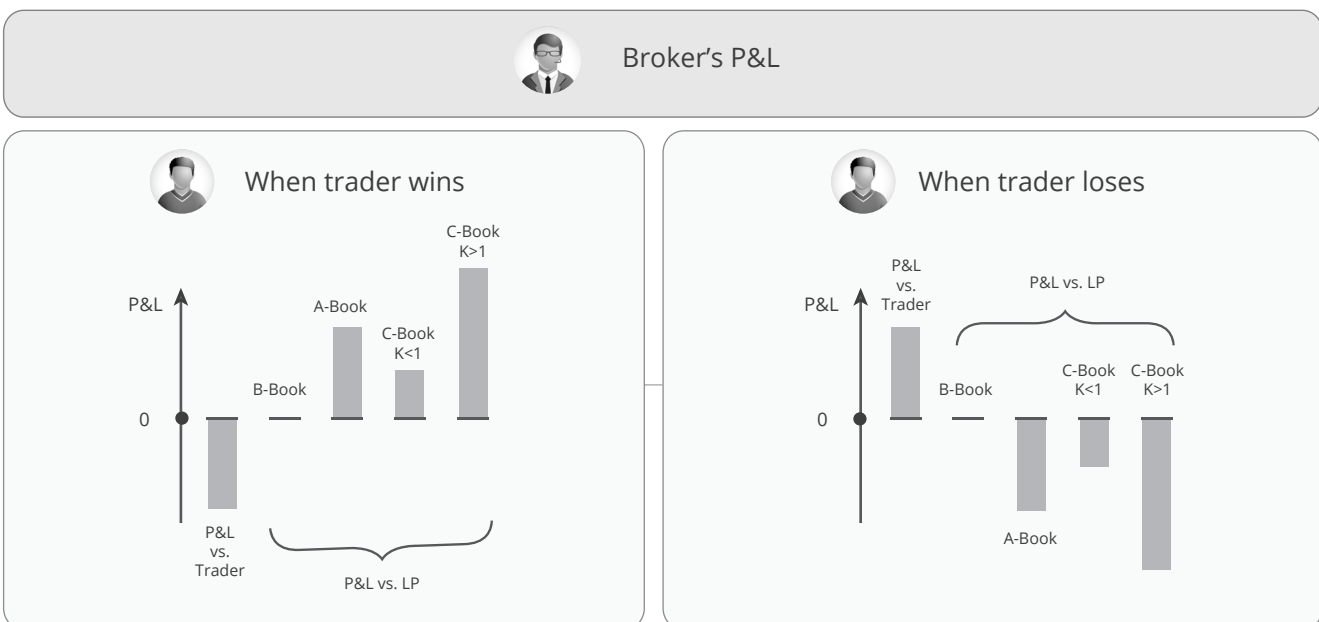 Broker’s P&L
When trader wins
C-Book
K>1
P&L
A-Book
C-Book
K<1
B-Book
0
P&L
vs.
Trader
P&L vs. LP
When trader loses
P&L
vs.
Trader
P&L vs. LP
P&L
C-Book
K<1
C-Book
K>1
B-Book
0
A-Book